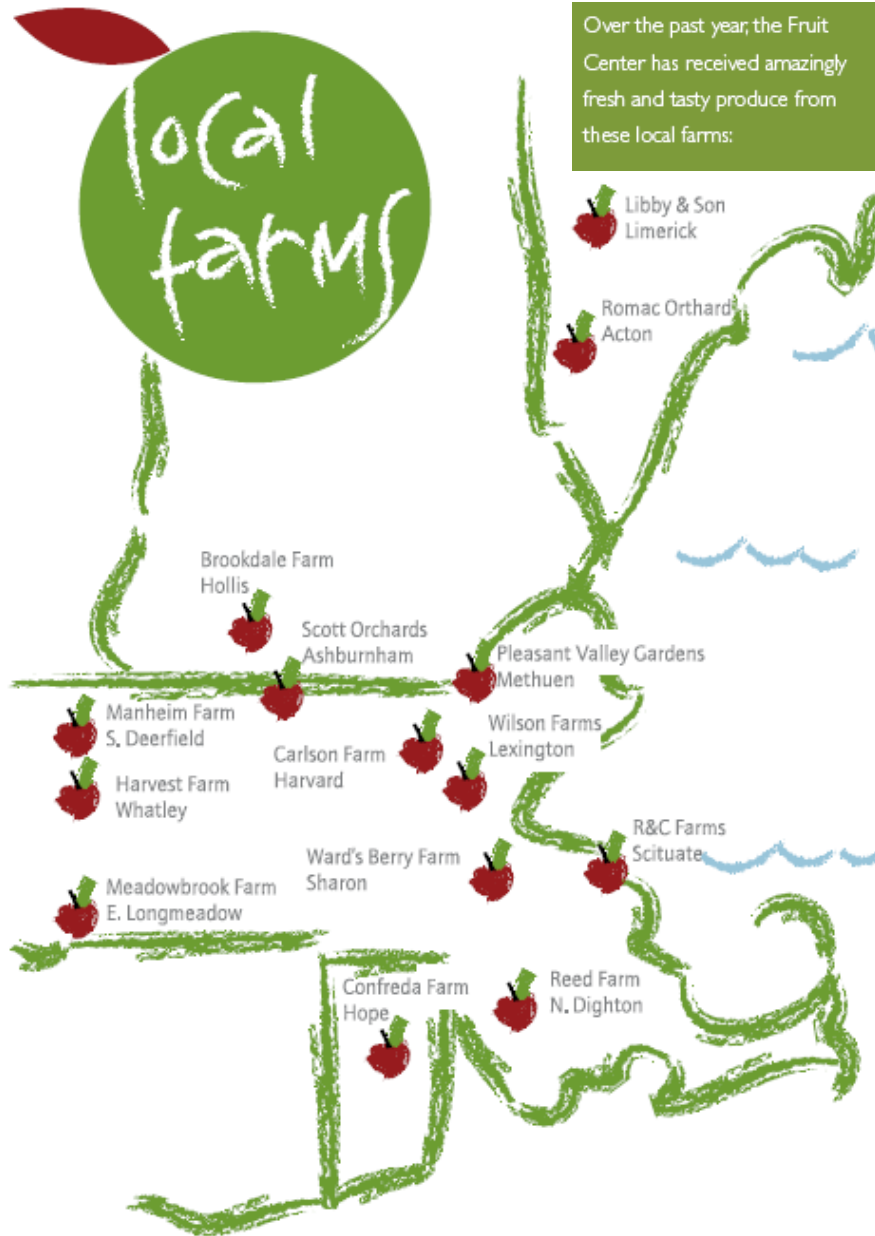 local
farms
Over the past year, the Fruit
Center has received amazingly
fresh and tasty produce from
these local farms:
Libby & Son
Limerick
Romac Orthard
Acton
Brookdale Farm
Hollis
Scott Orchards
Ashburnham
Pleasant Valley Gardens
Methuen
Manheim Farm
S. Deerfield
Carlson Farm
Harvard
Wilson Farms
Lexington
Harvest Farm
Whatley
Ward's Berry Farm
Sharon
R&C Farms
Scituate
Meadowbrook Farm
E. Longmeadow
Confreda Farm
Hope
Reed Farm
N. Dighton